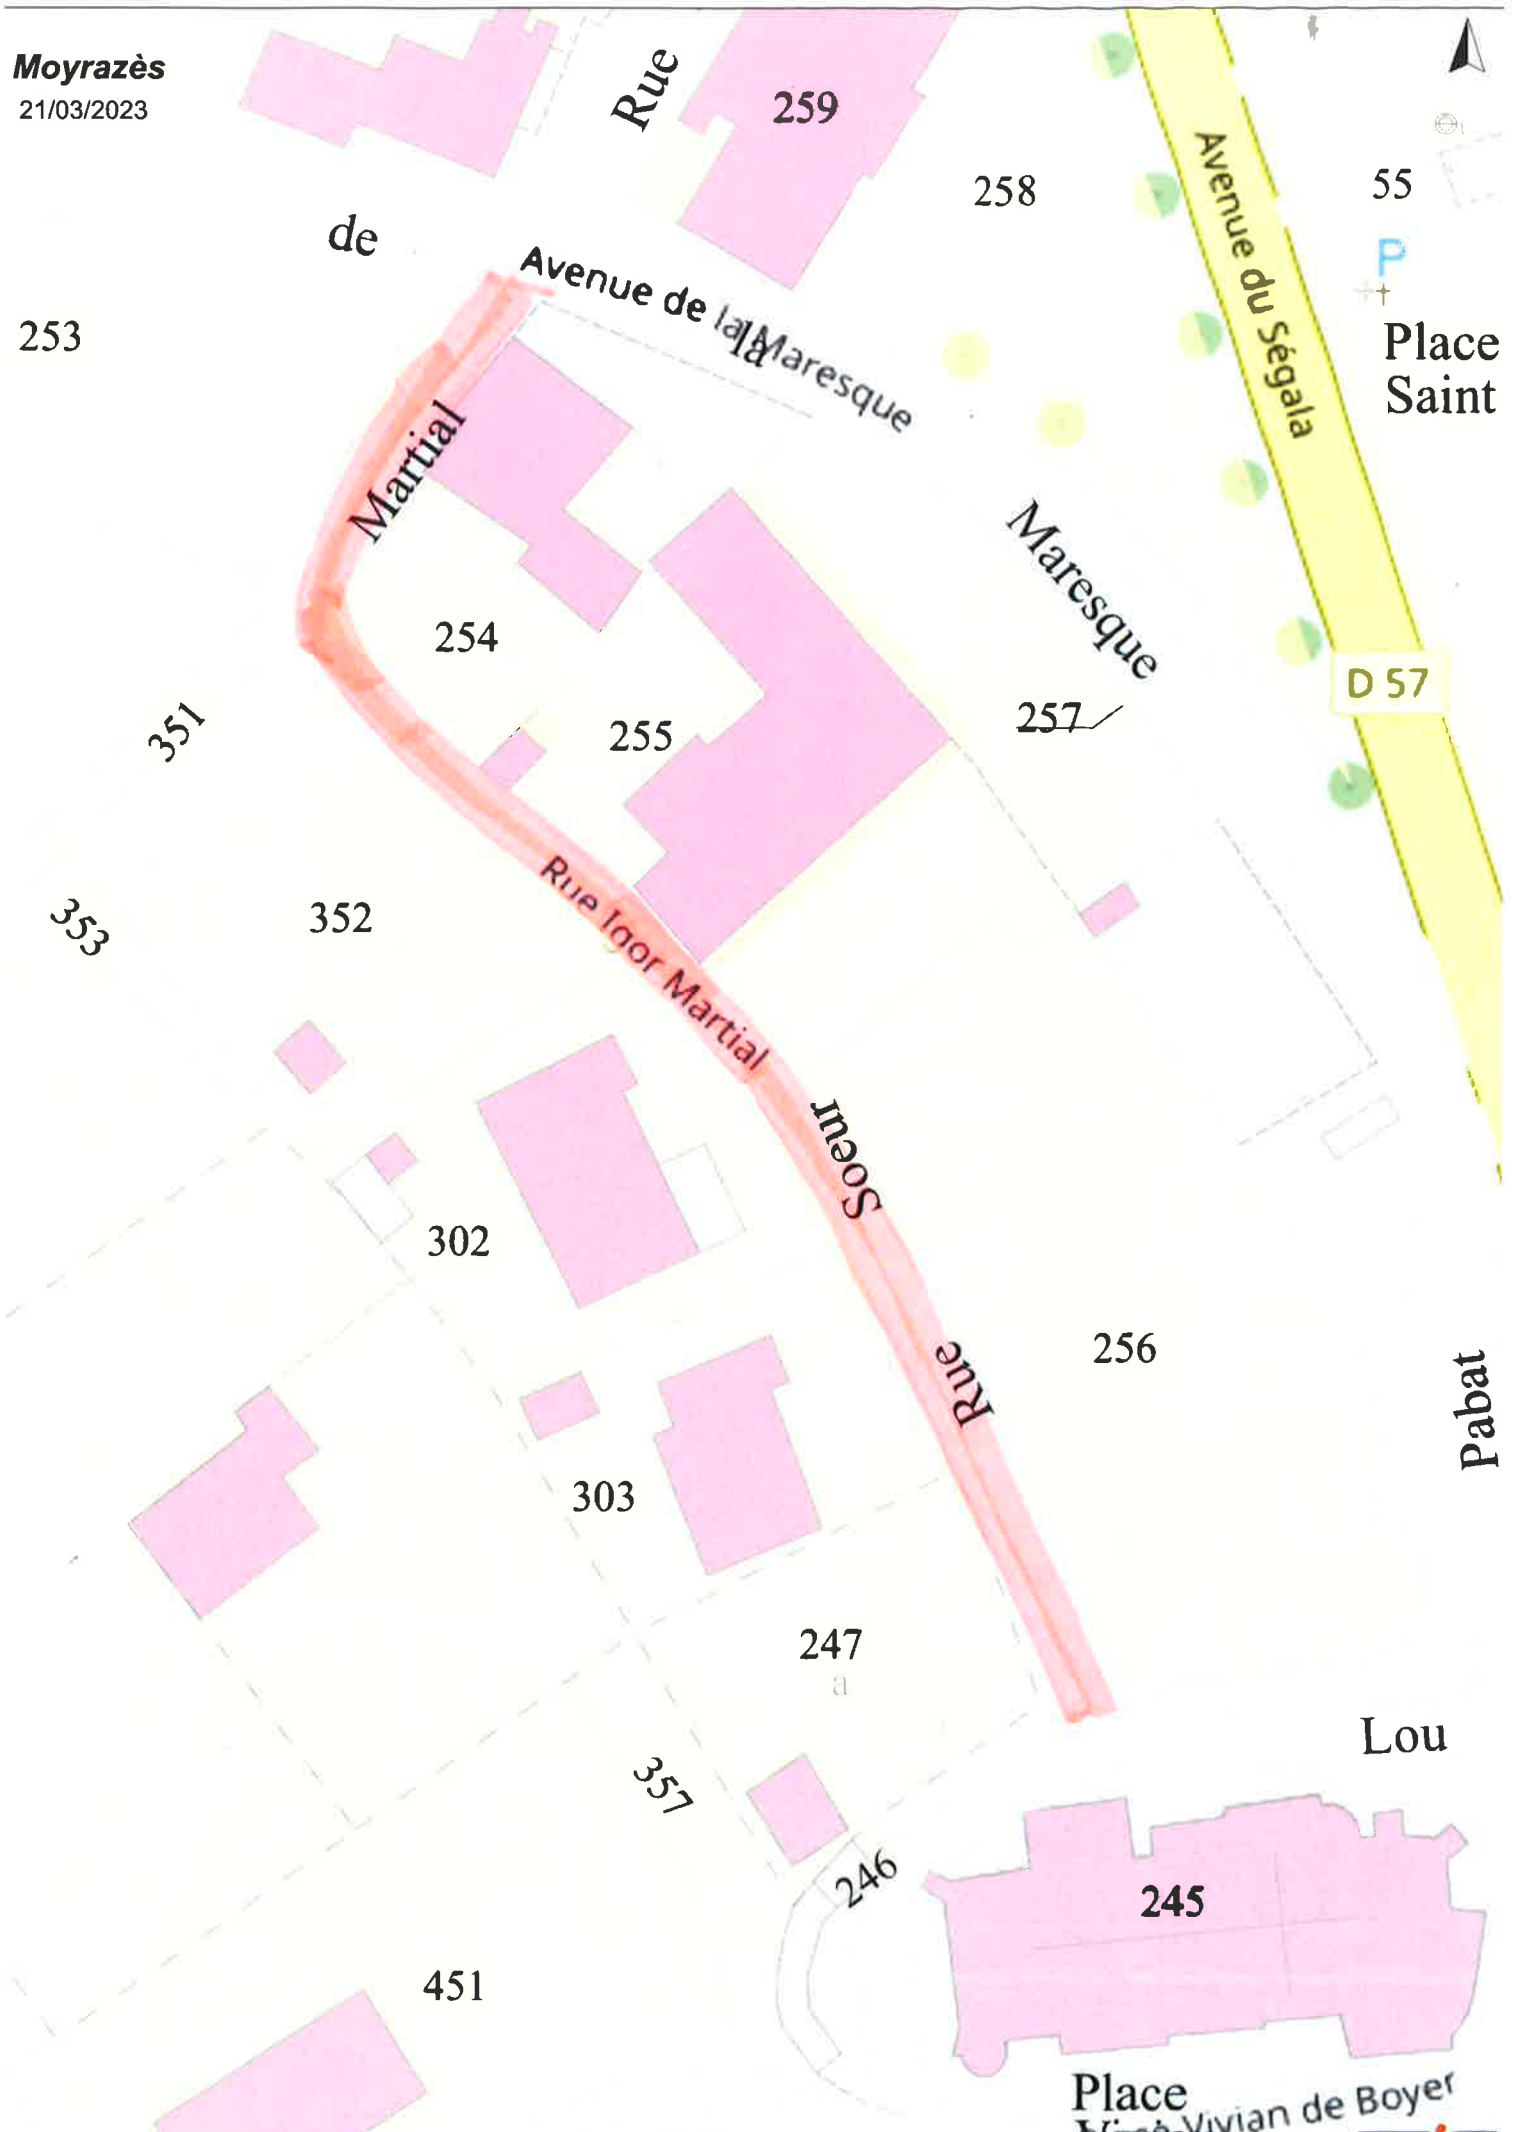 Moyrazès
21/03/2023
Rue
259
258
55
de
Avenue du Ségala
P
253
Avenue de la Maresque
la
Place
Saint
Martial
Maresque
254
D 57
351
255
257
353
352
Rue Igor Martial
Soeur
302
256
Rue
Pabat
303
247
a
Lou
357
246
245
451
Place
Vivian de Boyer